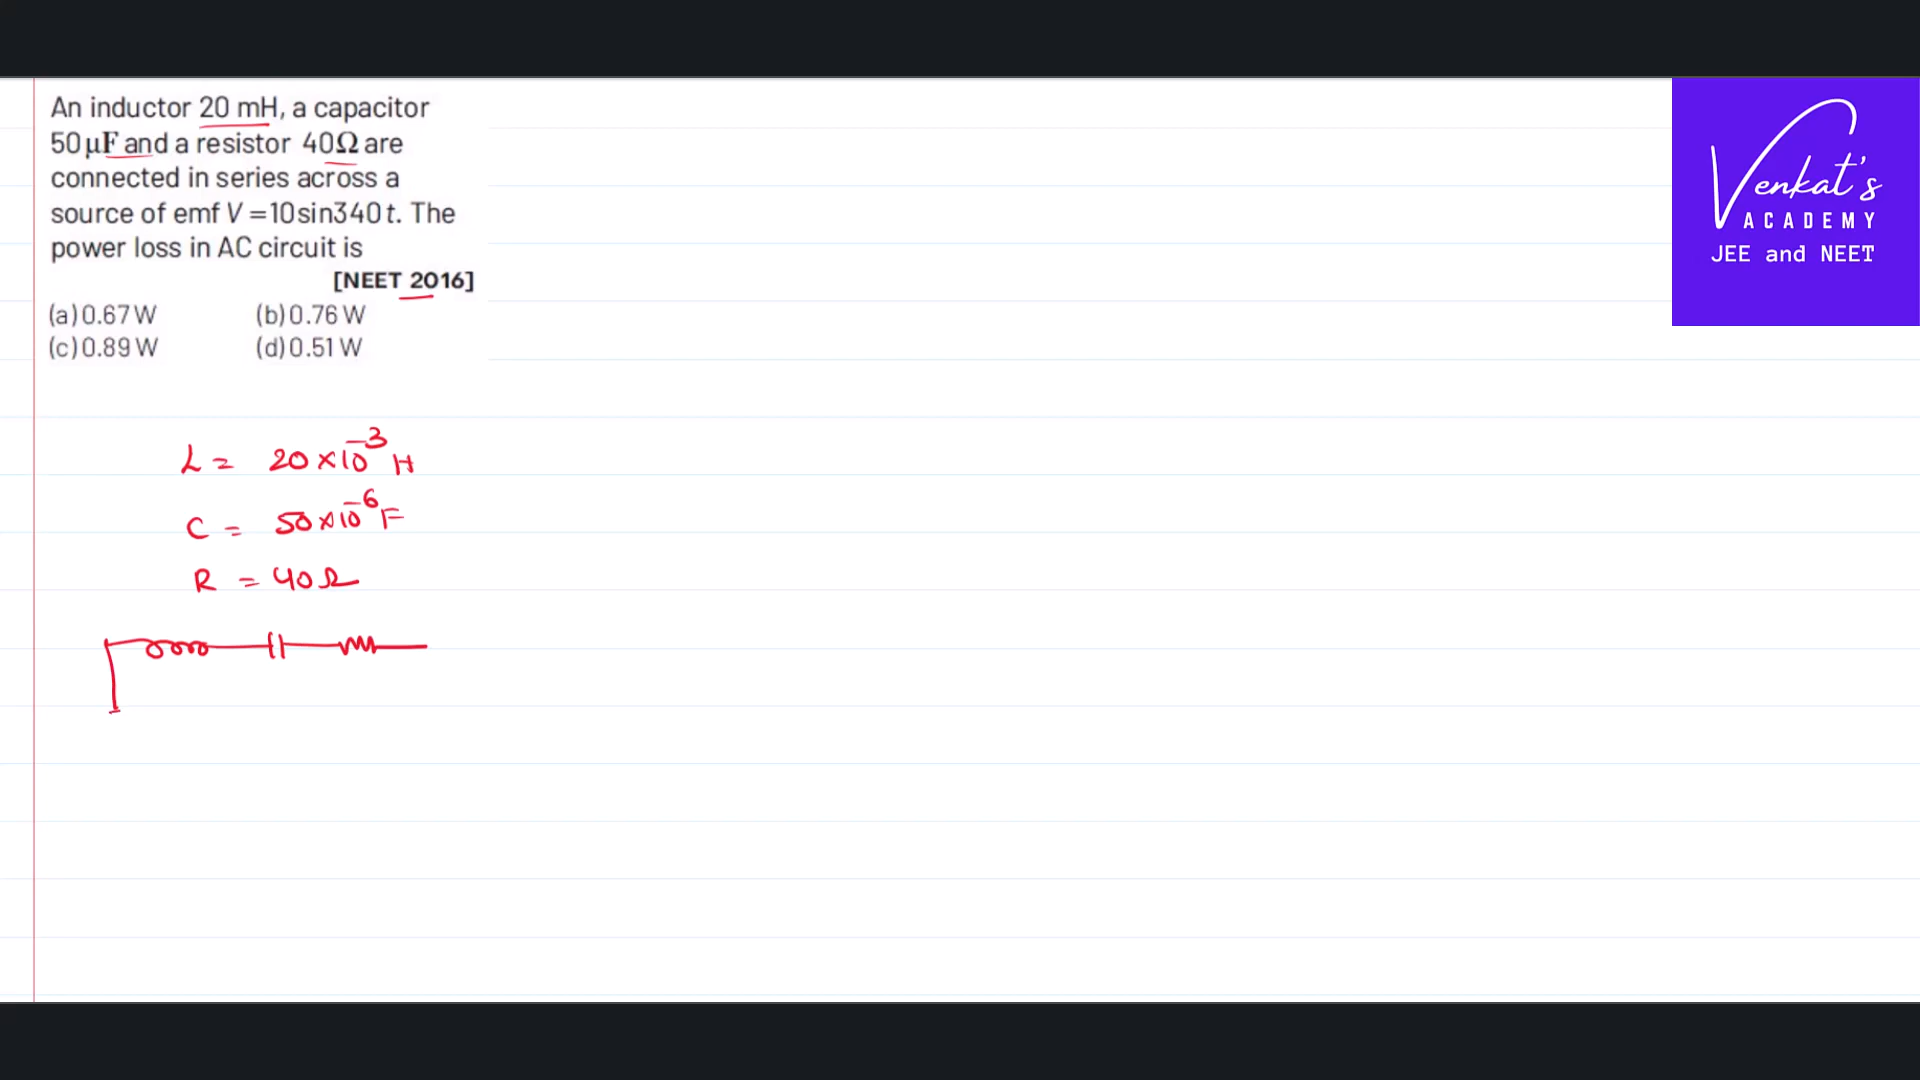 An inductor 20 mH, a capacitor
50 μF and a resistor 40Ω are
connected in series across a
source of emf V = 10sin340 t. The
power loss in AC circuit is
[NEET 2016]
(a) 0.67 W (b) 0.76 W
(c) 0.89 W (d) 0.51 W
L = 20 × 10⁻³ H
C = 50 × 10⁻⁶ F
R = 40 Ω
Venkat's
ACADEMY
JEE and NEET